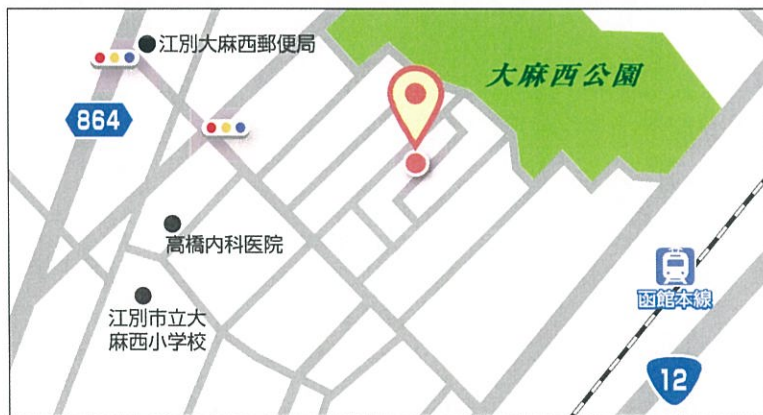 江別大麻西郵便局
大麻西公園
864
高橋内科医院
函館本線
江別市立大
麻西小学校
12